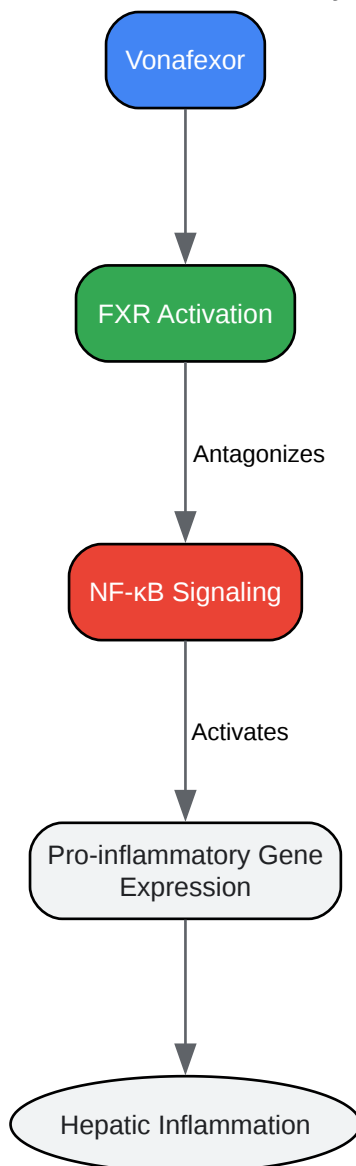 Vonafexor
FXR Activation
Antagonizes
NF-κB Signaling
Activates
Pro-inflammatory Gene
Expression
Hepatic Inflammation